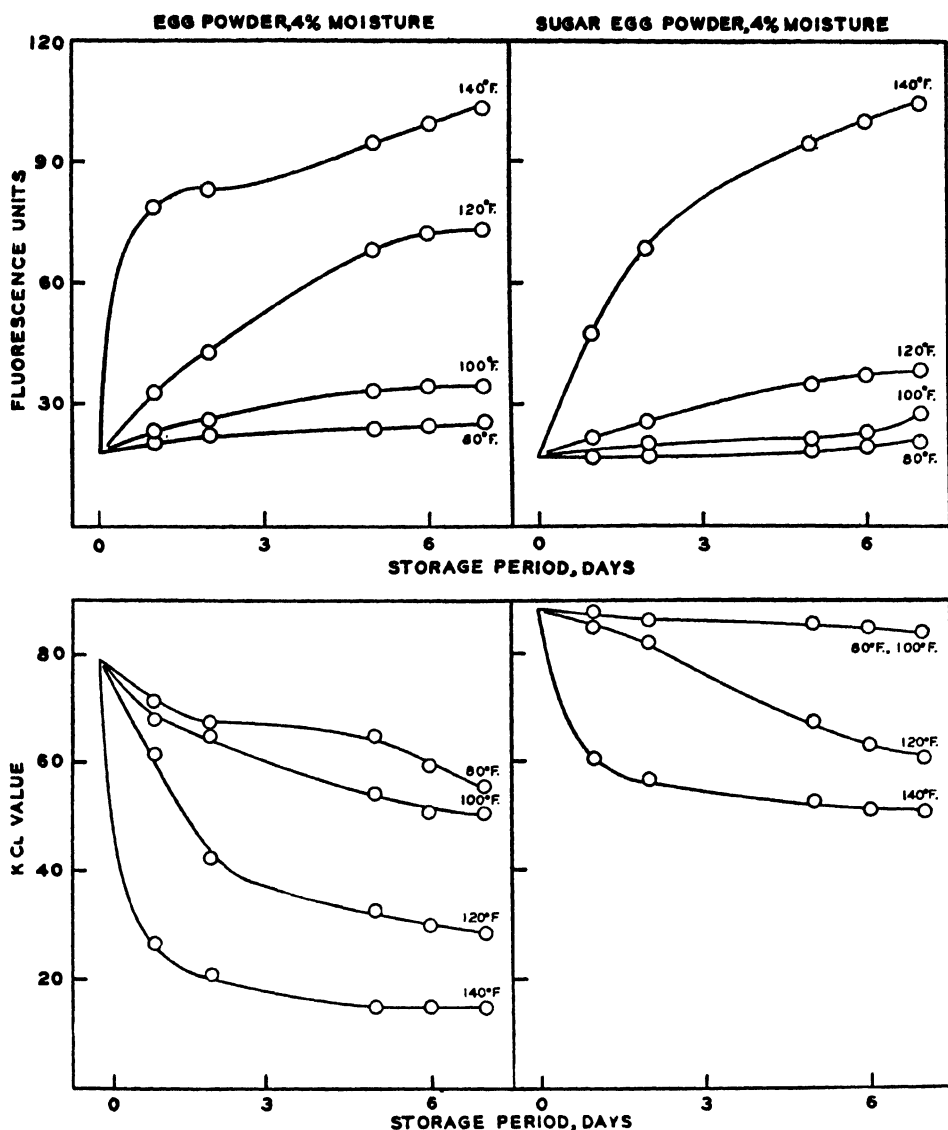 EGG POWDER, 4% MOISTURE
SUGAR EGG POWDER, 4% MOISTURE
FLUORESCENCE UNITS
120
90
60
30
140°F.
120°F.
100°F.
80°F.
140°F.
120°F.
100°F.
80°F.
0 3 6 0 3 6
STORAGE PERIOD, DAYS
K CL VALUE
80
60
40
20
80°F.
100°F.
120°F
140°F
80°F., 100°F.
120°F.
140°F.
0 3 6 0 3 6
STORAGE PERIOD, DAYS